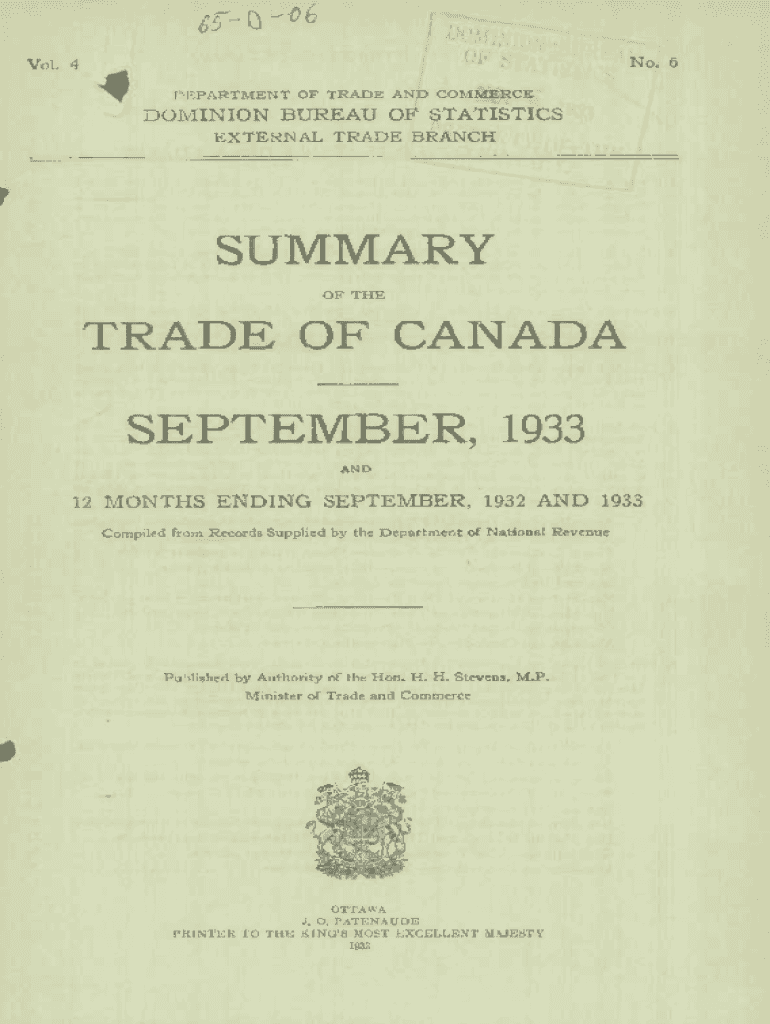 65-D-06
Vol. 4
No. 6
DEPARTMENT OF TRADE AND COMMERCE
DOMINION BUREAU OF STATISTICS
EXTERNAL TRADE BRANCH
SUMMARY
OF THE
TRADE OF CANADA
SEPTEMBER, 1933
AND
12 MONTHS ENDING SEPTEMBER, 1932 AND 1933
Compiled from Records Supplied by the Department of National Revenue
Published by Authority of the Hon. H. H. Stevens, M.P.
Minister of Trade and Commerce
OTTAWA
J. O. PATENAUDE
PRINTER TO THE KING'S MOST EXCELLENT MAJESTY